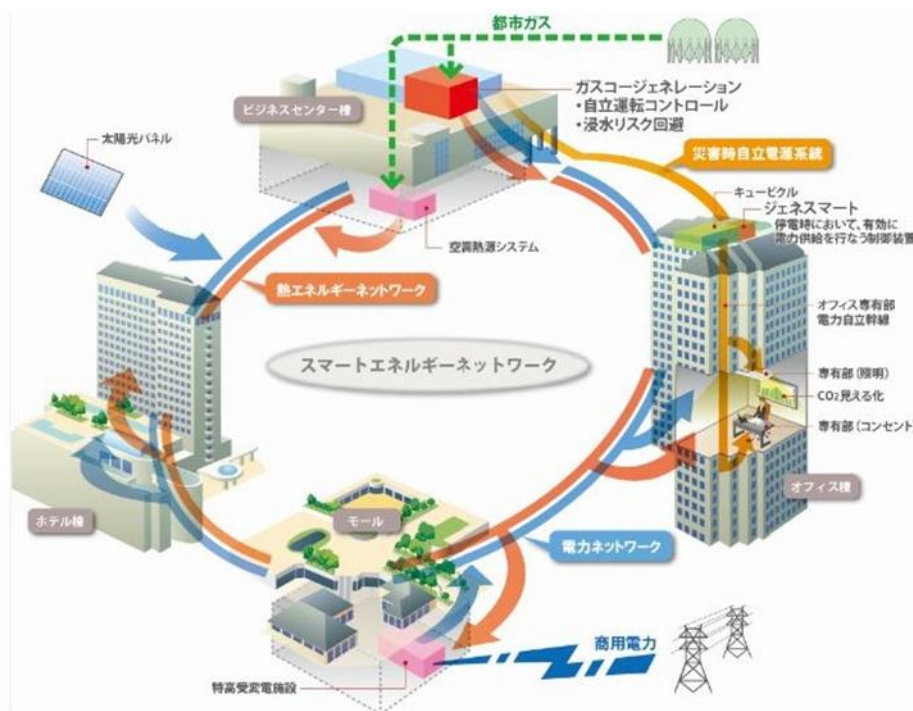 都市ガス
ガスコージェネレーション
・自立運転コントロール
・浸水リスク回避
ビジネスセンター棟
太陽光パネル
災害時自立電源系統
キュービクル
ジェネスマート
停電時において、有効に
電力供給を行なう制御装置
空調熱源システム
熱エネルギーネットワーク
オフィス専有部
電力自立幹線
スマートエネルギーネットワーク
専有部(照明)
CO2見える化
専有部(コンセント)
オフィス棟
ホテル棟
モール
電力ネットワーク
商用電力
特高受変電施設